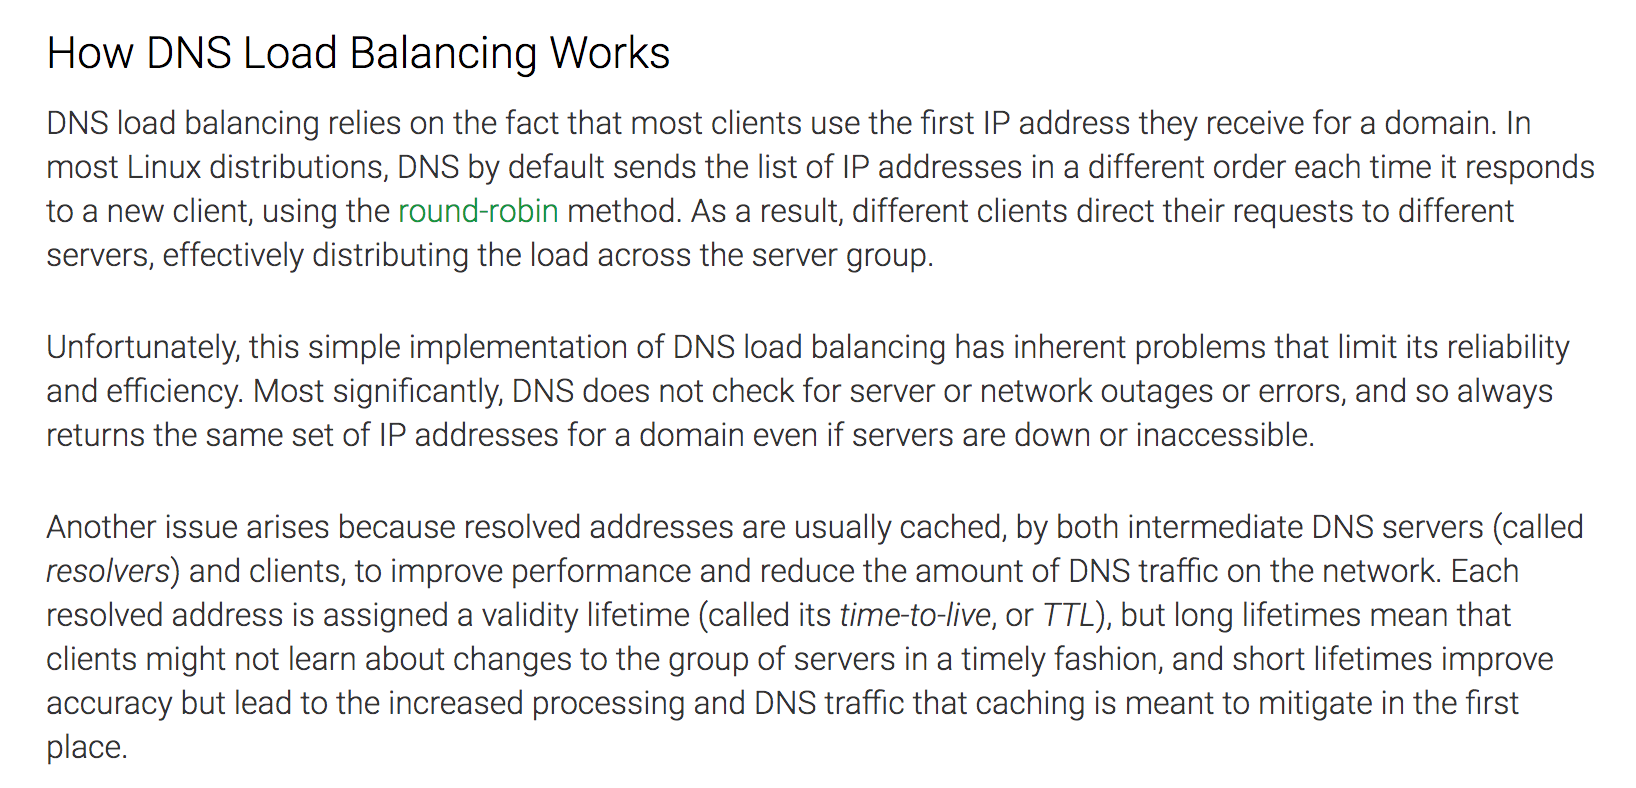 How DNS Load Balancing Works
DNS load balancing relies on the fact that most clients use the first IP address they receive for a domain. In
most Linux distributions, DNS by default sends the list of IP addresses in a different order each time it responds
to a new client, using the round-robin method. As a result, different clients direct their requests to different
servers, effectively distributing the load across the server group.
Unfortunately, this simple implementation of DNS load balancing has inherent problems that limit its reliability
and efficiency. Most significantly, DNS does not check for server or network outages or errors, and so always
returns the same set of IP addresses for a domain even if servers are down or inaccessible.
Another issue arises because resolved addresses are usually cached, by both intermediate DNS servers (called
resolvers) and clients, to improve performance and reduce the amount of DNS traffic on the network. Each
resolved address is assigned a validity lifetime (called its time-to-live, or TTL), but long lifetimes mean that
clients might not learn about changes to the group of servers in a timely fashion, and short lifetimes improve
accuracy but lead to the increased processing and DNS traffic that caching is meant to mitigate in the first
place.